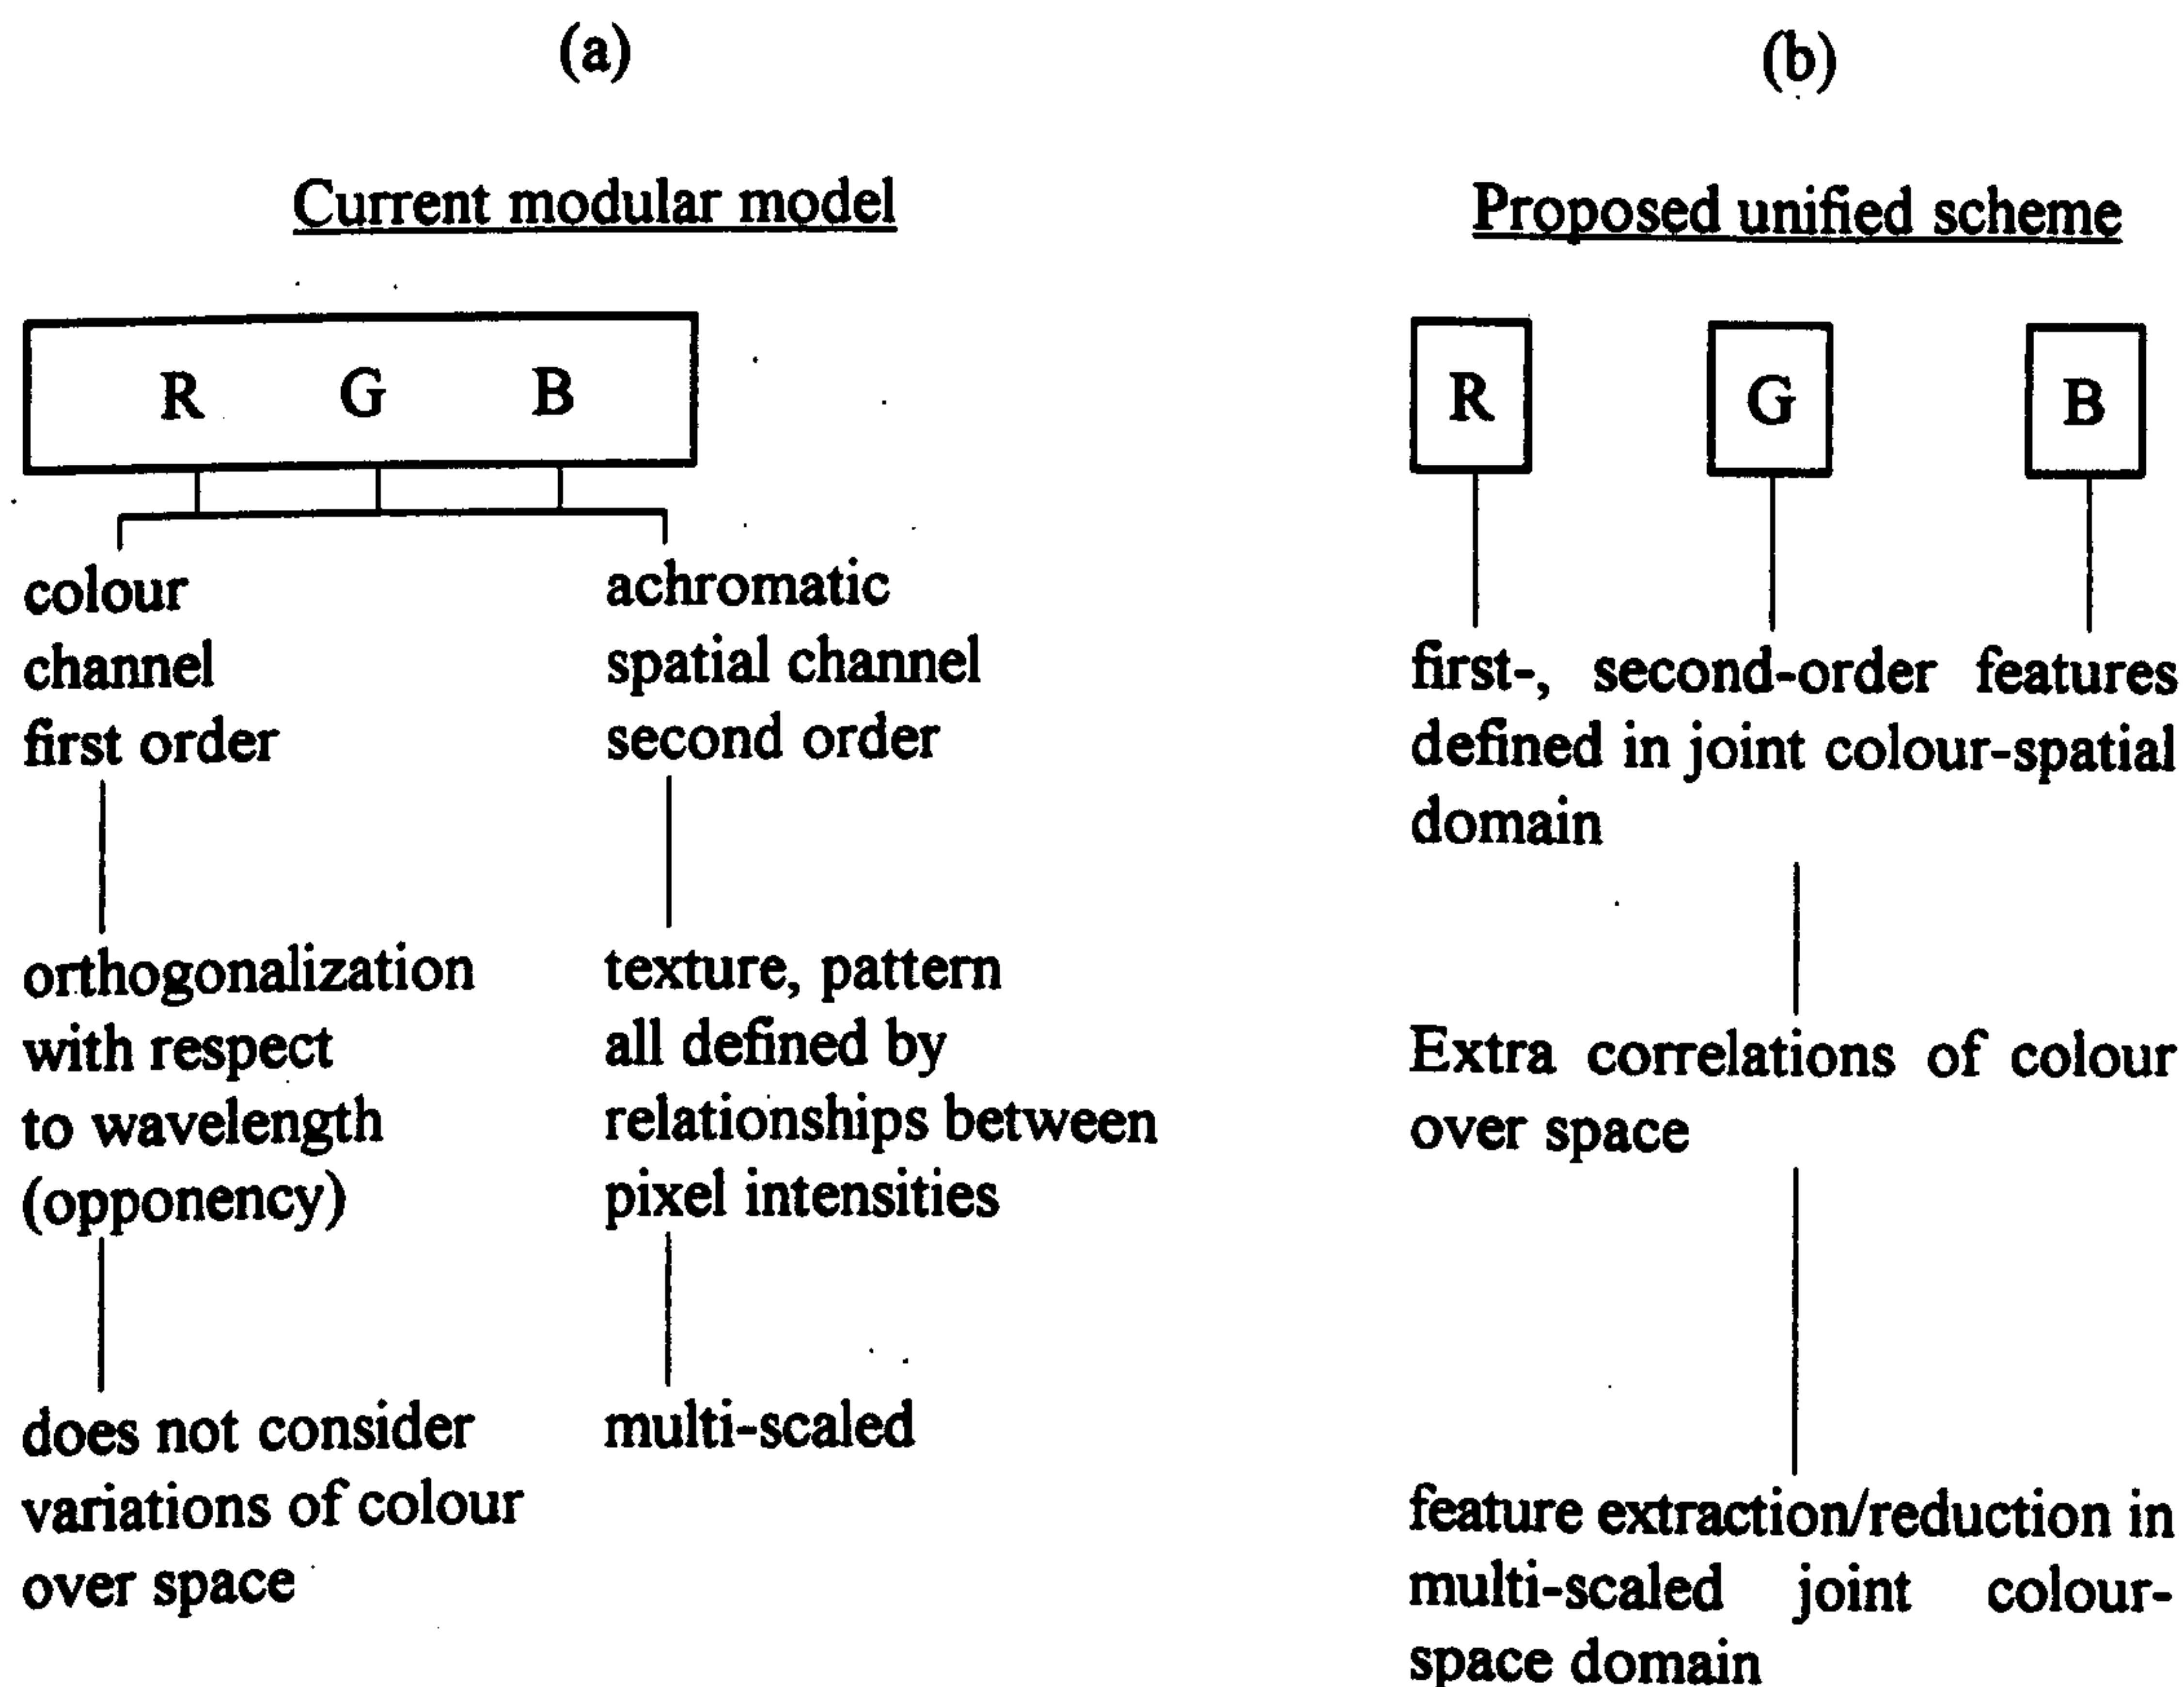 (a)
Current modular model
R G B
colour
channel
first order
achromatic
spatial channel
second order
orthogonalization
with respect
to wavelength
(opponency)
texture, pattern
all defined by
relationships between
pixel intensities
does not consider
variations of colour
over space
multi-scaled
(b)
Proposed unified scheme
R G B
first-, second-order features
defined in joint colour-spatial
domain
Extra correlations of colour
over space
feature extraction/reduction in
multi-scaled joint colour-
space domain